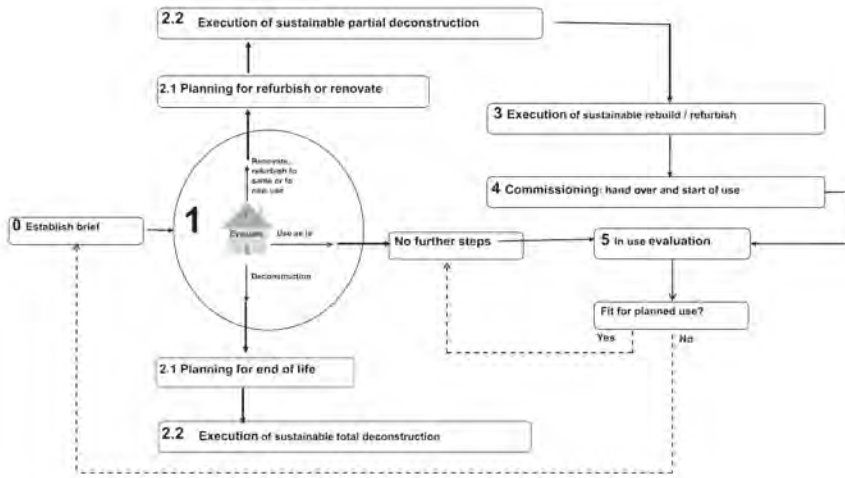 2.2 Execution of sustainable partial deconstruction
2.1 Planning for refurbish or renovate
3 Execution of sustainable rebuild / refurbish
Renovate,
refurbish to
same or to
new use
4 Commissioning: hand over and start of use
1
0 Establish brief
Evaluate
Use as is
No further steps
5 In use evaluation
Deconstruction
Fit for planned use?
Yes
No
2.1 Planning for end of life
2.2 Execution of sustainable total deconstruction